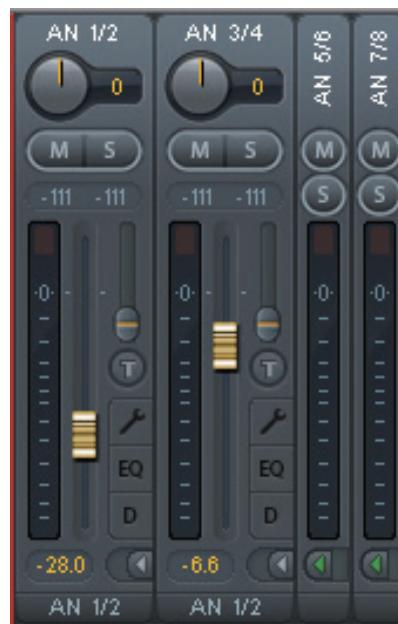 AN 1/2
0
M S
-111 -111
-0-
T
EQ
D
-28.0
AN 1/2
AN 3/4
0
M S
-111 -111
-0-
T
EQ
D
-6.6
AN 1/2
AN 5/6
M
S
-0-
AN 7/8
M
S
-0-